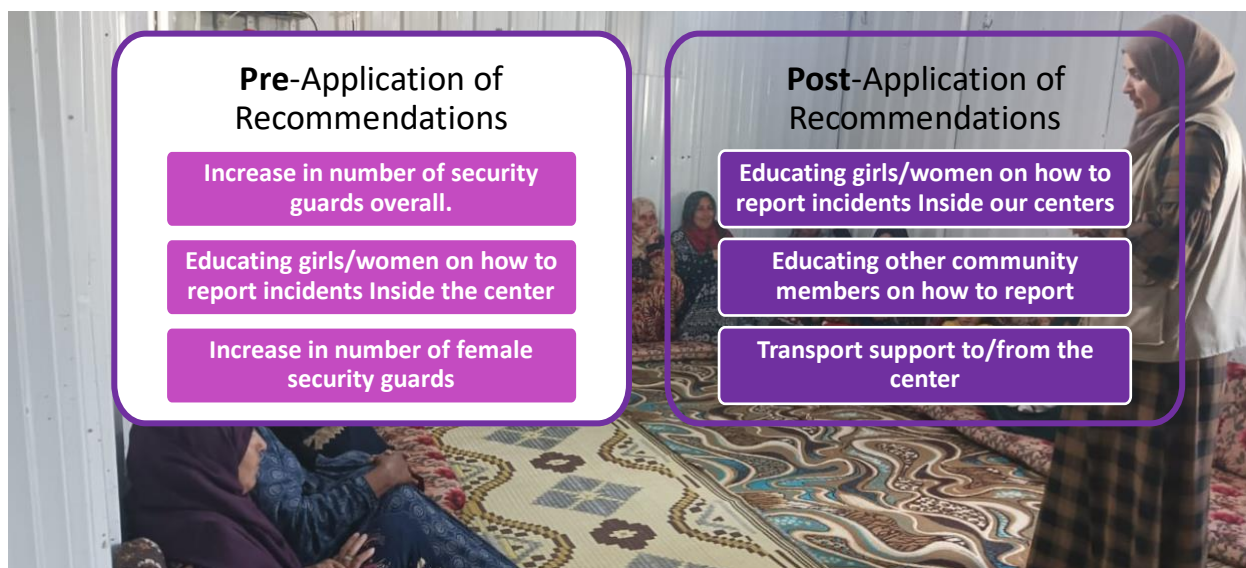 Pre-Application of
Recommendations
Increase in number of security
guards overall.
Educating girls/women on how to
report incidents Inside the center
Increase in number of female
security guards
Post-Application of
Recommendations
Educating girls/women on how to
report incidents Inside our centers
Educating other community
members on how to report
Transport support to/from the
center